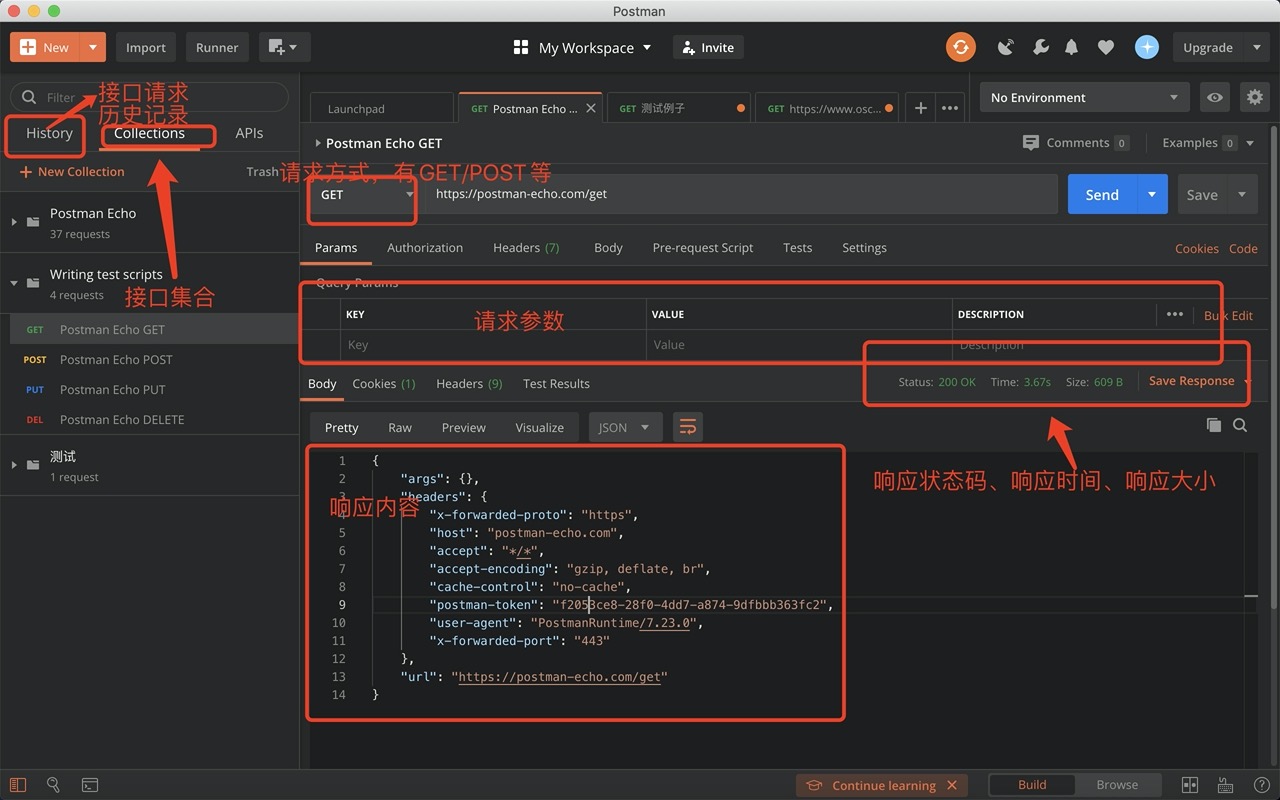 Postman
New
Import
Runner
My Workspace
Invite
Upgrade
Filter
接口请求
历史记录
History
Collections
APIs
New Collection
Trash
Postman Echo
37 requests
Writing test scripts
4 requests
接口集合
GET Postman Echo GET
POST Postman Echo POST
PUT Postman Echo PUT
DEL Postman Echo DELETE
测试
1 request
Launchpad
GET Postman Echo ...
GET 测试例子
GET https://www.osc...
No Environment
Postman Echo GET
Comments 0
Examples 0
请求方式，有GET/POST等
GET
https://postman-echo.com/get
Send
Save
Params
Authorization
Headers (7)
Body
Pre-request Script
Tests
Settings
Cookies
Code
Query Params
KEY
VALUE
DESCRIPTION
Bulk Edit
请求参数
Key
Value
Description
Body
Cookies (1)
Headers (9)
Test Results
Status: 200 OK
Time: 3.67s
Size: 609 B
Save Response
Pretty
Raw
Preview
Visualize
JSON
响应状态码、响应时间、响应大小
响应内容
1 {
2 "args": {},
3 "headers": {
4 "x-forwarded-proto": "https",
5 "host": "postman-echo.com",
6 "accept": "*/*",
7 "accept-encoding": "gzip, deflate, br",
8 "cache-control": "no-cache",
9 "postman-token": "f2053ce8-28f0-4dd7-a874-9dfbbb363fc2",
10 "user-agent": "PostmanRuntime/7.23.0",
11 "x-forwarded-port": "443"
12 },
13 "url": "https://postman-echo.com/get"
14 }
Continue learning
Build
Browse